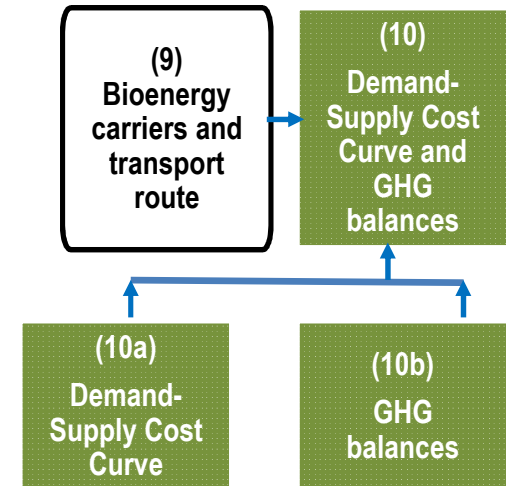 (9)
Bioenergy
carriers and
transport
route
(10)
Demand-
Supply Cost
Curve and
GHG
balances
(10a)
Demand-
Supply Cost
Curve
(10b)
GHG
balances